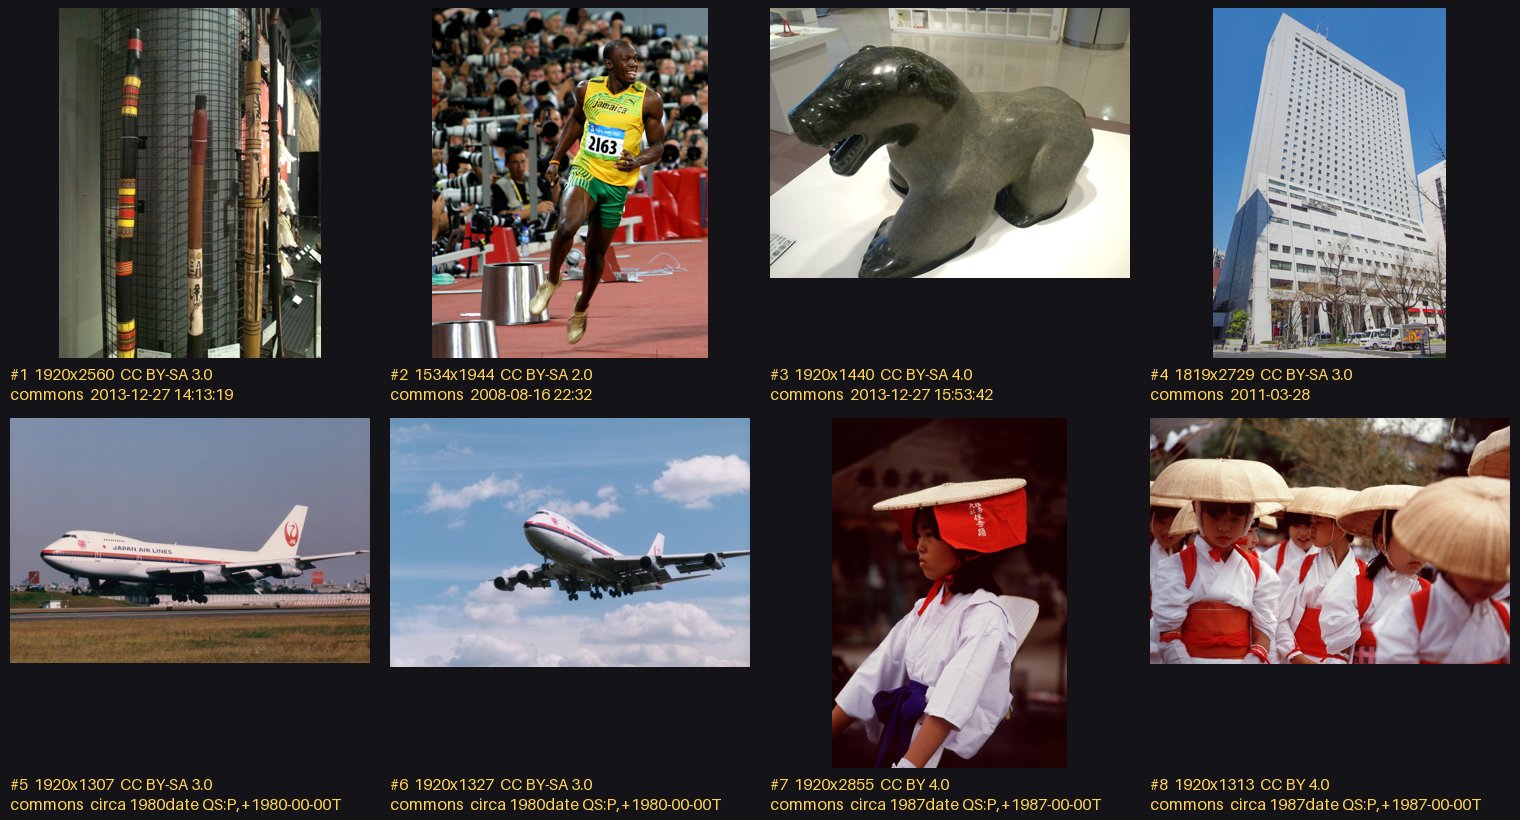 Jamaica
2163
#1 1920x2560 CC BY-SA 3.0
commons 2013-12-27 14:13:19
#2 1534x1944 CC BY-SA 2.0
commons 2008-08-16 22:32
#3 1920x1440 CC BY-SA 4.0
commons 2013-12-27 15:53:42
#4 1819x2729 CC BY-SA 3.0
commons 2011-03-28
JAPAN AIR LINES
住吉踊
#5 1920x1307 CC BY-SA 3.0
commons circa 1980date QS:P,+1980-00-00T
#6 1920x1327 CC BY-SA 3.0
commons circa 1980date QS:P,+1980-00-00T
#7 1920x2855 CC BY 4.0
commons circa 1987date QS:P,+1987-00-00T
#8 1920x1313 CC BY 4.0
commons circa 1987date QS:P,+1987-00-00T